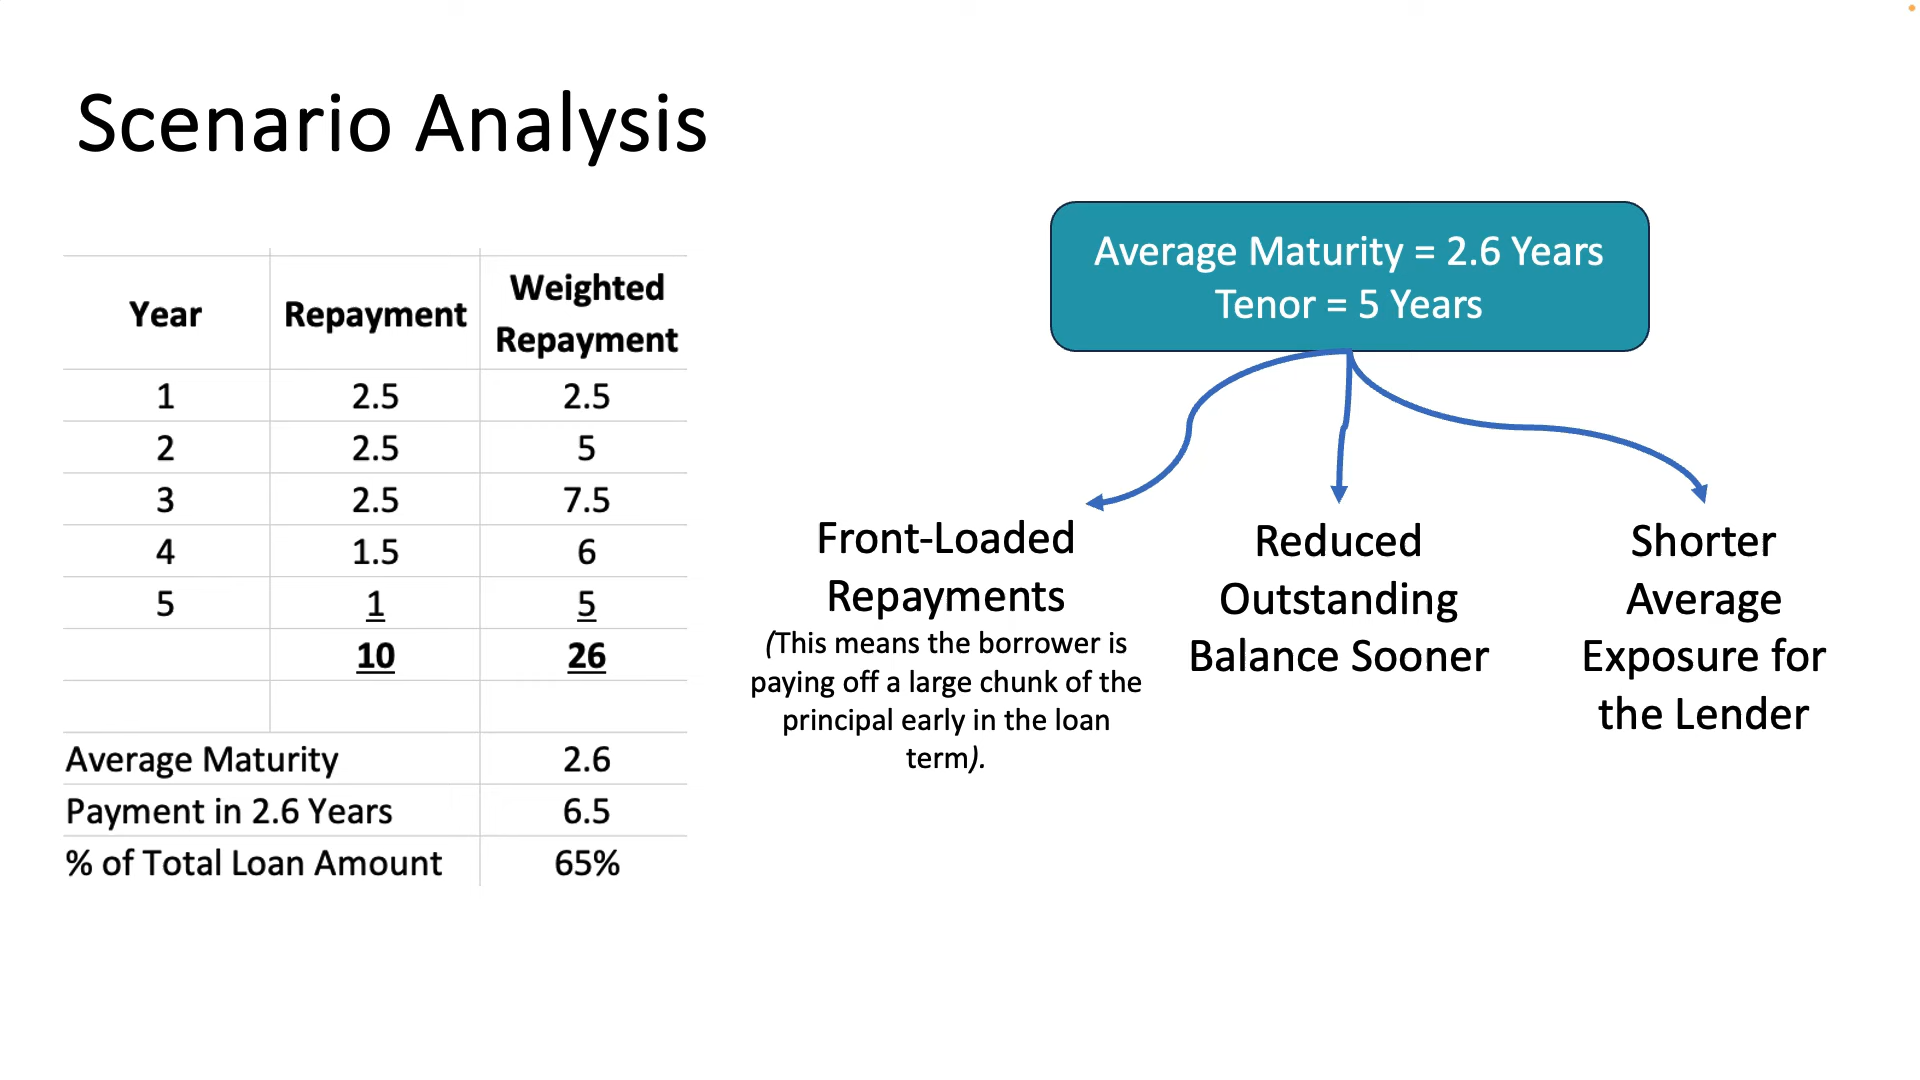 Scenario Analysis
Year Repayment Weighted Repayment
1 2.5 2.5
2 2.5 5
3 2.5 7.5
4 1.5 6
5 1 5
10 26
Average Maturity 2.6
Payment in 2.6 Years 6.5
% of Total Loan Amount 65%
Average Maturity = 2.6 Years
Tenor = 5 Years
Front-Loaded
Repayments
(This means the borrower is
paying off a large chunk of the
principal early in the loan
term).
Reduced
Outstanding
Balance Sooner
Shorter
Average
Exposure for
the Lender